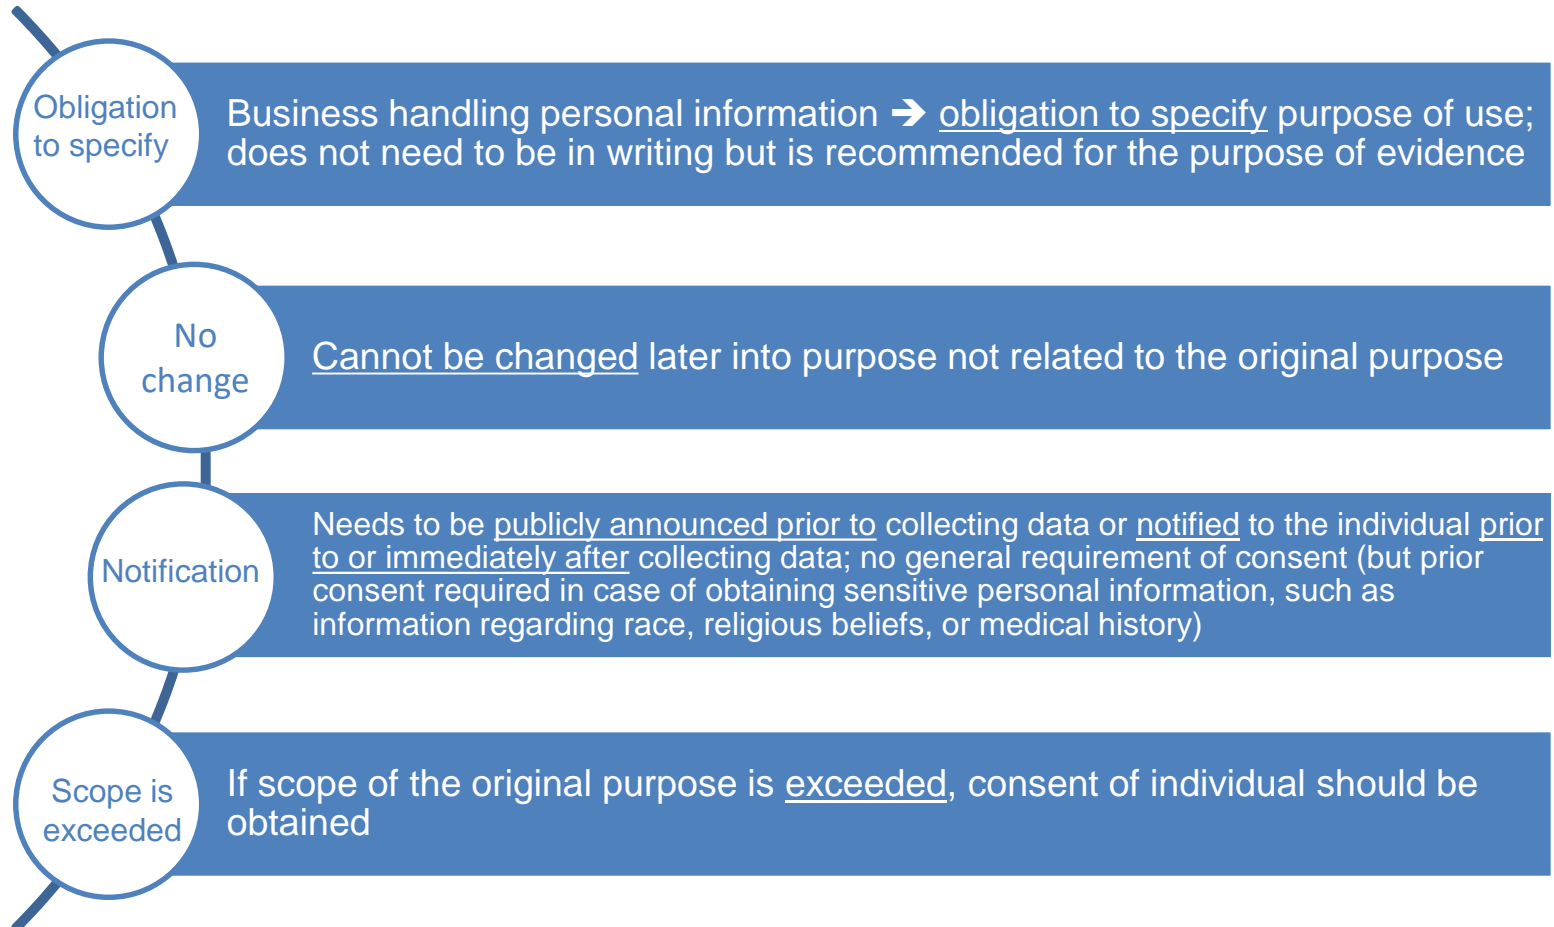 Obligation
to specify
Business handling personal information ➔ obligation to specify purpose of use;
does not need to be in writing but is recommended for the purpose of evidence
No
change
Cannot be changed later into purpose not related to the original purpose
Notification
Needs to be publicly announced prior to collecting data or notified to the individual prior
to or immediately after collecting data; no general requirement of consent (but prior
consent required in case of obtaining sensitive personal information, such as
information regarding race, religious beliefs, or medical history)
Scope is
exceeded
If scope of the original purpose is exceeded, consent of individual should be
obtained